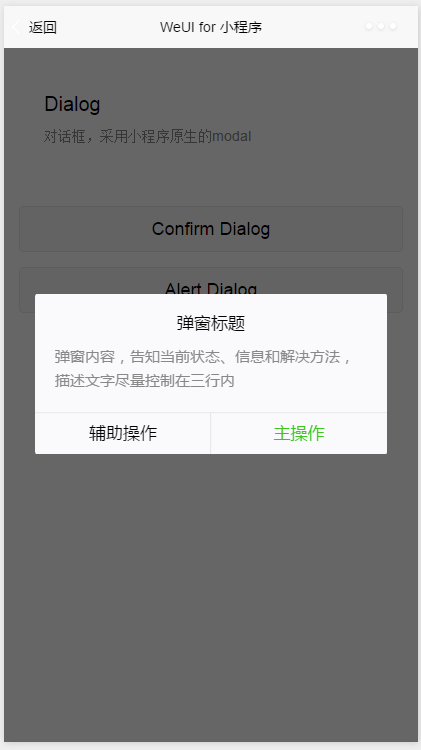 返回
WeUI for 小程序
Dialog
对话框，采用小程序原生的modal
Confirm Dialog
Alert Dialog
弹窗标题
弹窗内容，告知当前状态、信息和解决方法，
描述文字尽量控制在三行内
辅助操作
主操作